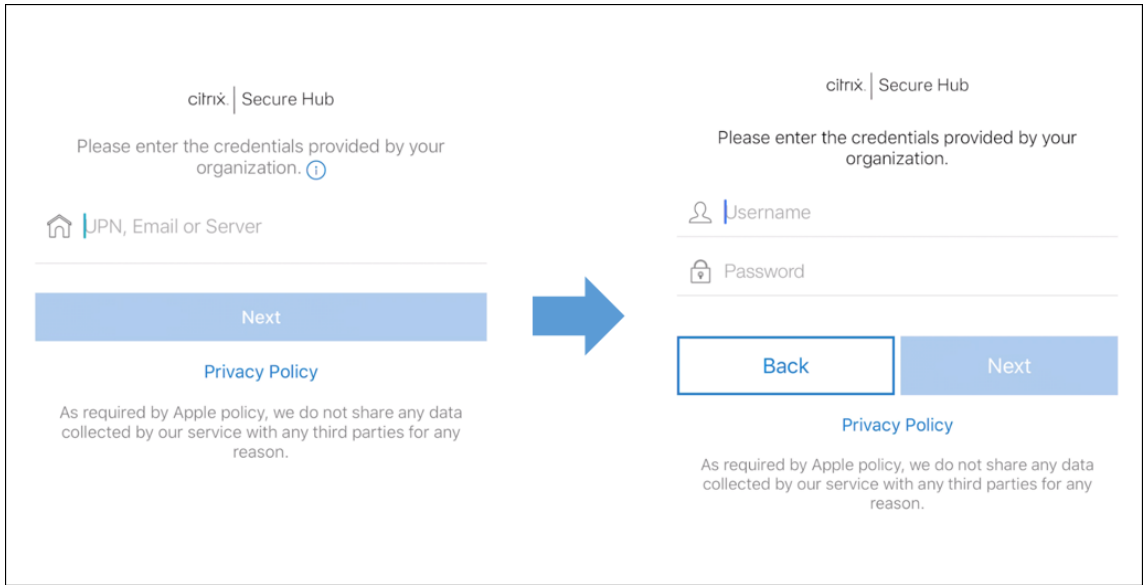 citrix. | Secure Hub
Please enter the credentials provided by your
organization.
UPN, Email or Server
Next
Privacy Policy
As required by Apple policy, we do not share any data
collected by our service with any third parties for any
reason.
citrix. | Secure Hub
Please enter the credentials provided by your
organization.
Username
Password
Back
Next
Privacy Policy
As required by Apple policy, we do not share any data
collected by our service with any third parties for any
reason.